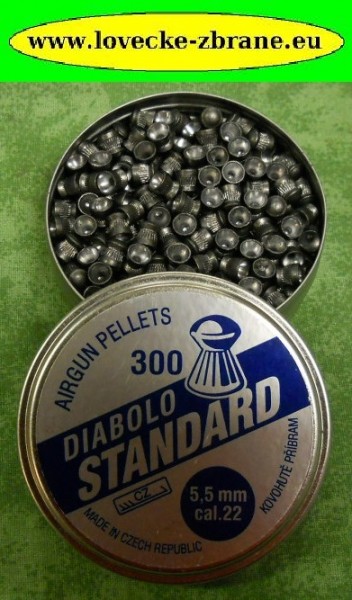 www.lovecke-zbrane.eu
AIRGUN PELLETS
300
DIABOLO
STANDARD
CZ
5,5 mm
cal.22
KOVOHUTĚ PŘÍBRAM
MADE IN CZECH REPUBLIC